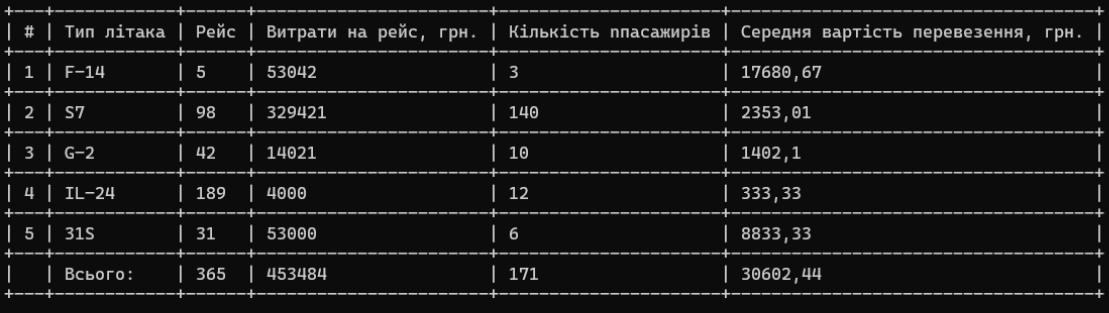 | # | Тип літака | Рейс | Витрати на рейс, грн. | Кількість ппасажирів | Середня вартість перевезення, грн. |
| 1 | F-14 | 5 | 53042 | 3 | 17680,67 |
| 2 | S7 | 98 | 329421 | 140 | 2353,01 |
| 3 | G-2 | 42 | 14021 | 10 | 1402,1 |
| 4 | IL-24 | 189 | 4000 | 12 | 333,33 |
| 5 | 31S | 31 | 53000 | 6 | 8833,33 |
| | Всього: | 365 | 453484 | 171 | 30602,44 |